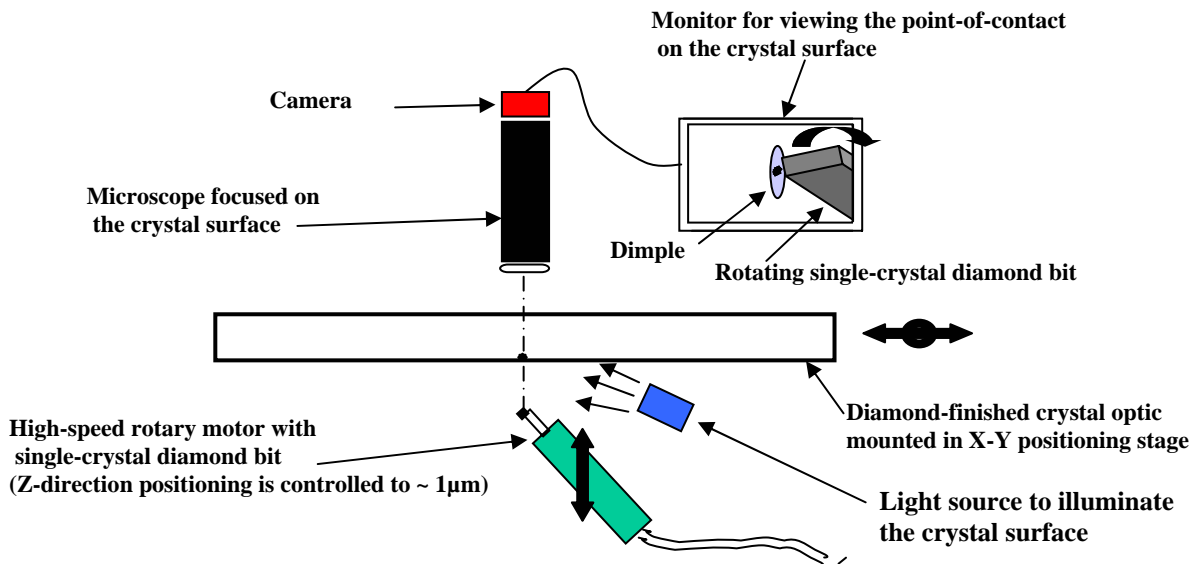 Monitor for viewing the point-of-contact
on the crystal surface
Camera
Microscope focused on
the crystal surface
Dimple
Rotating single-crystal diamond bit
High-speed rotary motor with
single-crystal diamond bit
(Z-direction positioning is controlled to ~ 1µm)
Diamond-finished crystal optic
mounted in X-Y positioning stage
Light source to illuminate
the crystal surface